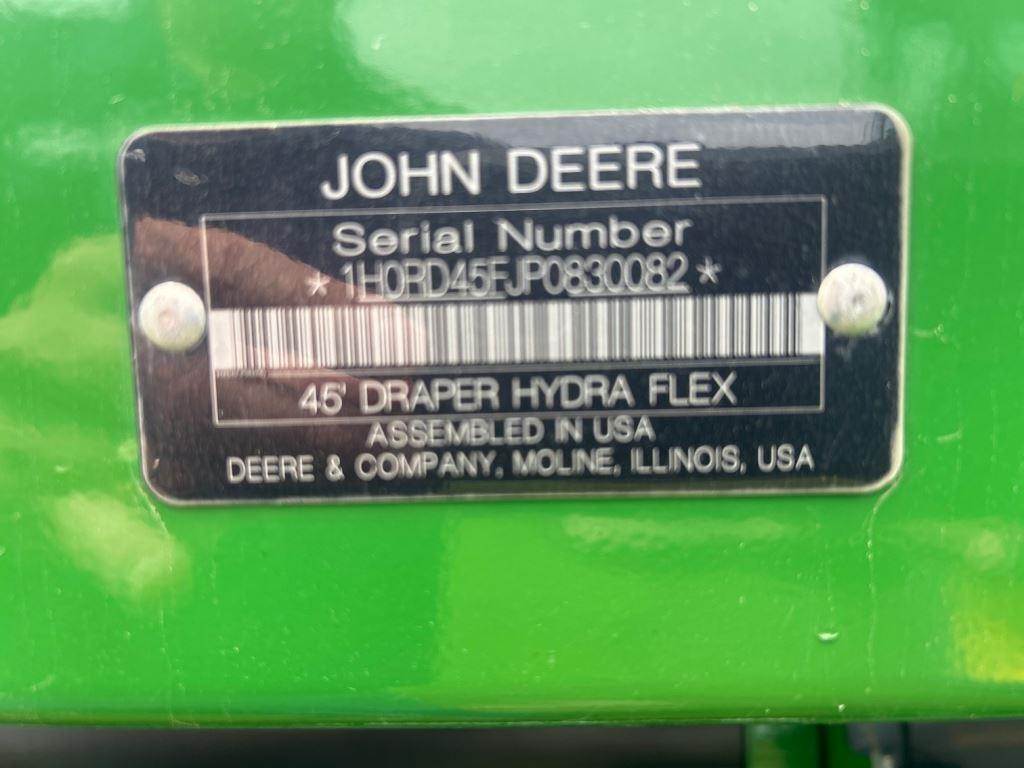 JOHN DEERE
Serial Number
* 1H0RD45FJP0830082 *
45' DRAPER HYDRA FLEX
ASSEMBLED IN USA
DEERE & COMPANY, MOLINE, ILLINOIS, USA